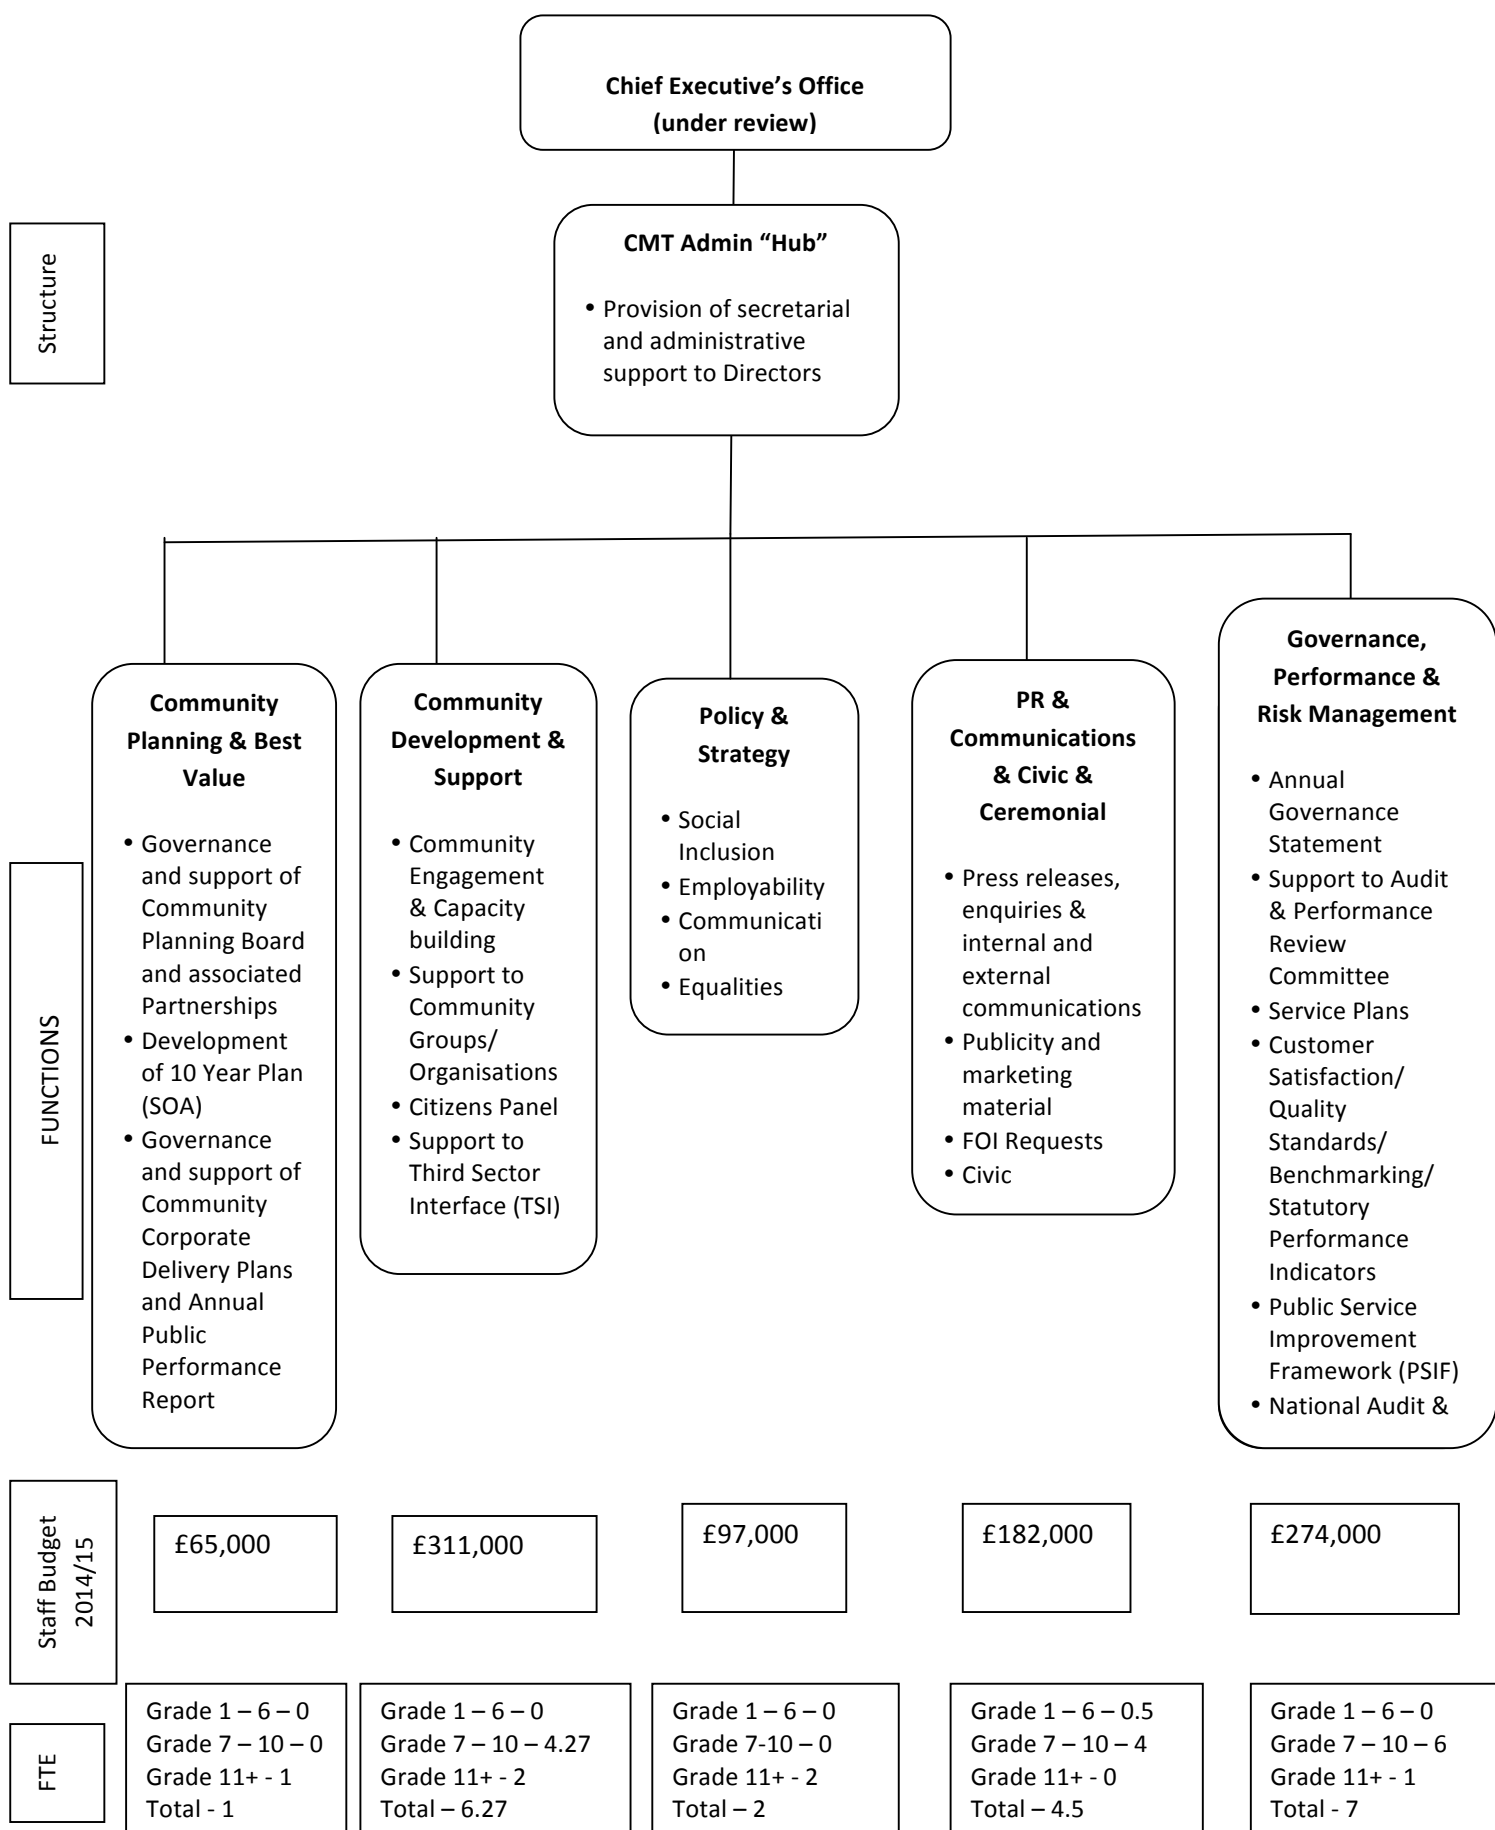 Chief Executive’s Office
(under review)
Structure
CMT Admin “Hub”
• Provision of secretarial
and administrative
support to Directors
FUNCTIONS
Community
Planning & Best
Value
• Governance
and support of
Community
Planning Board
and associated
Partnerships
• Development
of 10 Year Plan
(SOA)
• Governance
and support of
Community
Corporate
Delivery Plans
and Annual
Public
Performance
Report
Community
Development &
Support
• Community
Engagement
& Capacity
building
• Support to
Community
Groups/
Organisations
• Citizens Panel
• Support to
Third Sector
Interface (TSI)
Policy &
Strategy
• Social
Inclusion
• Employability
• Communicati
on
• Equalities
PR &
Communications
& Civic &
Ceremonial
• Press releases,
enquiries &
internal and
external
communications
• Publicity and
marketing
material
• FOI Requests
• Civic
Governance,
Performance &
Risk Management
• Annual
Governance
Statement
• Support to Audit
& Performance
Review
Committee
• Service Plans
• Customer
Satisfaction/
Quality
Standards/
Benchmarking/
Statutory
Performance
Indicators
• Public Service
Improvement
Framework (PSIF)
• National Audit &
Staff Budget
2014/15
£65,000
£311,000
£97,000
£182,000
£274,000
FTE
Grade 1 – 6 – 0
Grade 7 – 10 – 0
Grade 11+ - 1
Total - 1
Grade 1 – 6 – 0
Grade 7 – 10 – 4.27
Grade 11+ - 2
Total – 6.27
Grade 1 – 6 – 0
Grade 7-10 – 0
Grade 11+ - 2
Total – 2
Grade 1 – 6 – 0.5
Grade 7 – 10 – 4
Grade 11+ - 0
Total – 4.5
Grade 1 – 6 – 0
Grade 7 – 10 – 6
Grade 11+ - 1
Total - 7